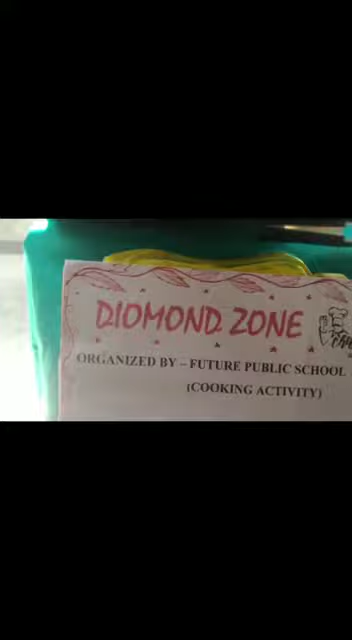 DIOMOND ZONE
ORGANIZED BY – FUTURE PUBLIC SCHOOL
(COOKING ACTIVITY)